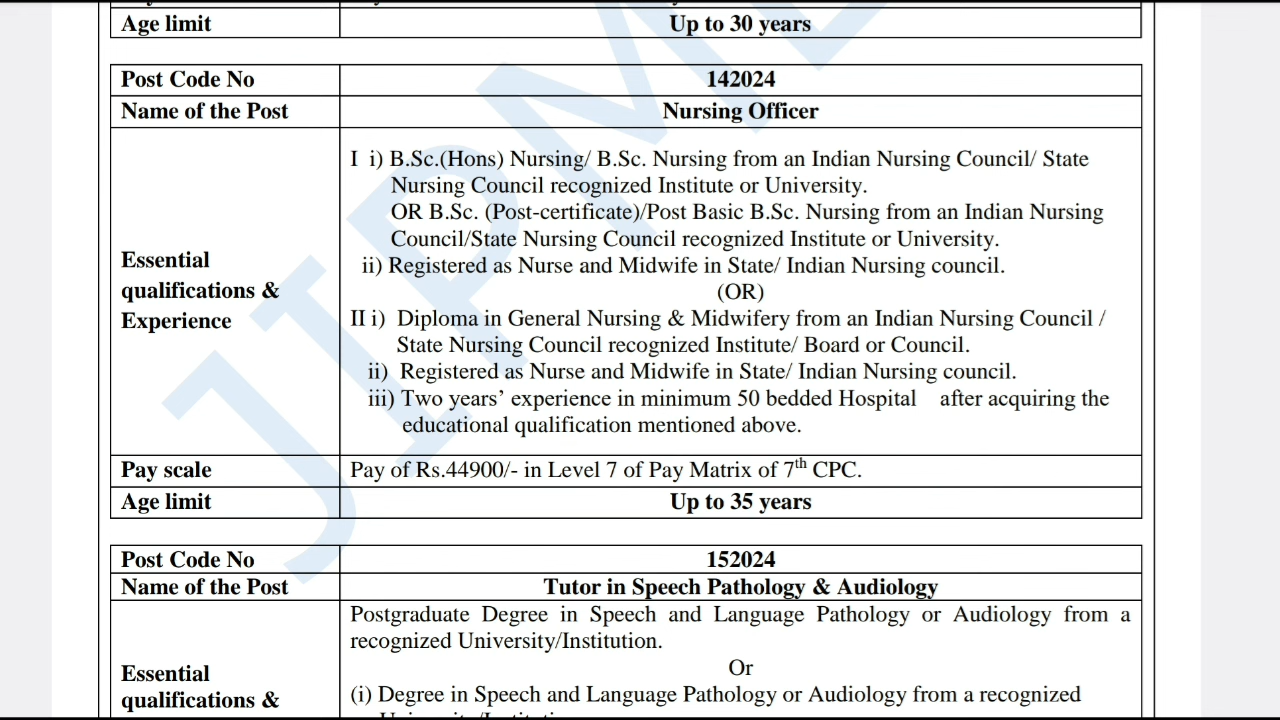 Age limit Up to 30 years
Post Code No 142024
Name of the Post Nursing Officer
Essential qualifications & Experience
I i) B.Sc.(Hons) Nursing/ B.Sc. Nursing from an Indian Nursing Council/ State
Nursing Council recognized Institute or University.
OR B.Sc. (Post-certificate)/Post Basic B.Sc. Nursing from an Indian Nursing
Council/State Nursing Council recognized Institute or University.
ii) Registered as Nurse and Midwife in State/ Indian Nursing council.
(OR)
II i) Diploma in General Nursing & Midwifery from an Indian Nursing Council /
State Nursing Council recognized Institute/ Board or Council.
ii) Registered as Nurse and Midwife in State/ Indian Nursing council.
iii) Two years’ experience in minimum 50 bedded Hospital after acquiring the
educational qualification mentioned above.
Pay scale Pay of Rs.44900/- in Level 7 of Pay Matrix of 7th CPC.
Age limit Up to 35 years
Post Code No 152024
Name of the Post Tutor in Speech Pathology & Audiology
Essential
qualifications &
Postgraduate Degree in Speech and Language Pathology or Audiology from a
recognized University/Institution.
Or
(i) Degree in Speech and Language Pathology or Audiology from a recognized
JIPM